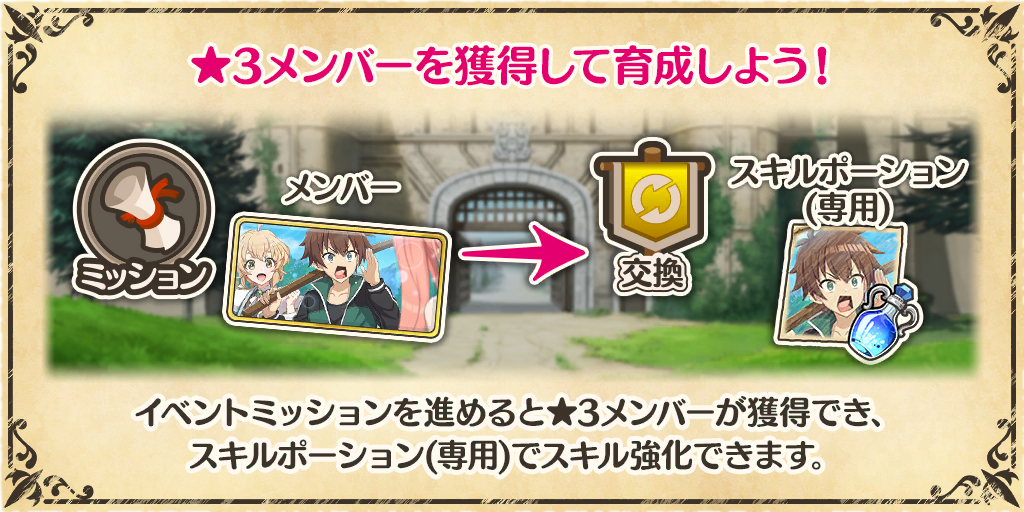 ★3メンバーを獲得して育成しよう！
ミッション
メンバー
交換
スキルポーション
(専用)
イベントミッションを進めると★3メンバーが獲得でき、
スキルポーション(専用)でスキル強化できます。